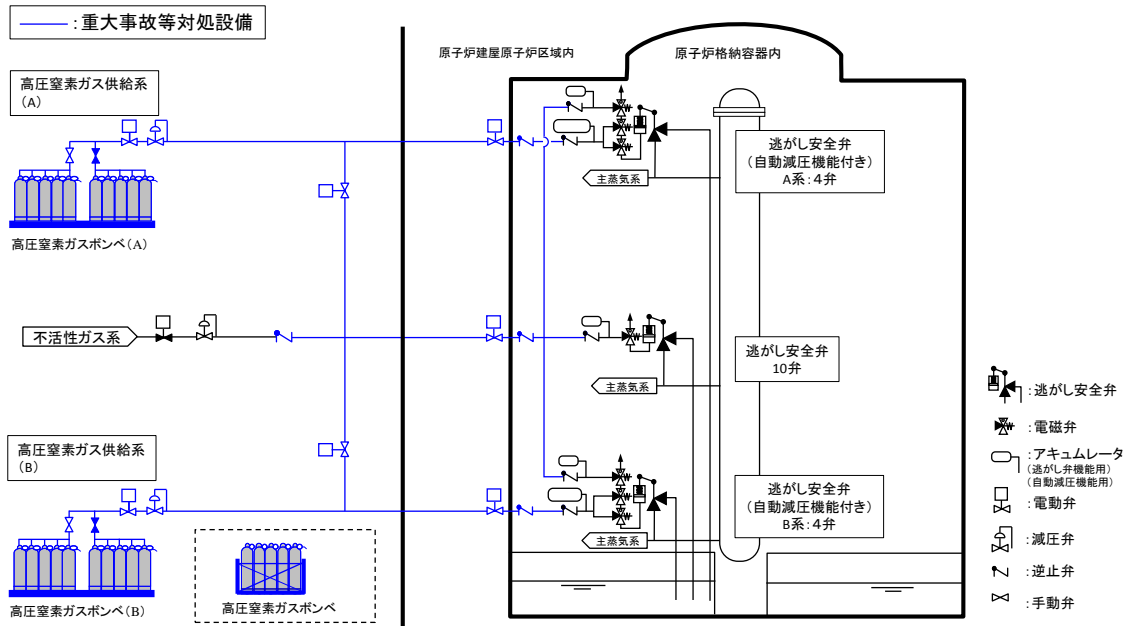 ：重大事故等対処設備
原子炉建屋原子炉区域内
原子炉格納容器内
高圧窒素ガス供給系
(A)
高圧窒素ガスボンベ(A)
逃がし安全弁
(自動減圧機能付き)
A系:4弁
主蒸気系
不活性ガス系
逃がし安全弁
10弁
主蒸気系
高圧窒素ガス供給系
(B)
高圧窒素ガスボンベ(B)
高圧窒素ガスボンベ
逃がし安全弁
(自動減圧機能付き)
B系:4弁
主蒸気系
:逃がし安全弁
:電磁弁
:アキュムレータ
(逃がし弁機能用)
(自動減圧機能用)
:電動弁
:減圧弁
:逆止弁
:手動弁